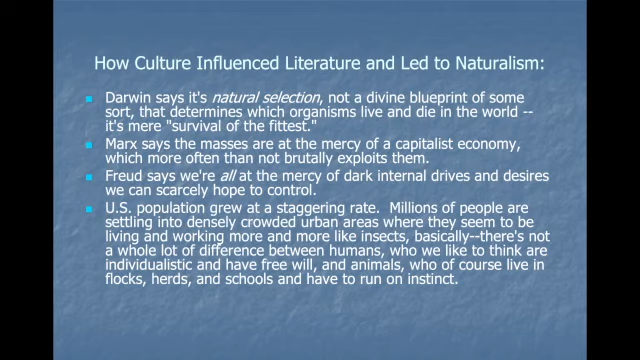 How Culture Influenced Literature and Led to Naturalism:
Darwin says it's natural selection, not a divine blueprint of some
sort, that determines which organisms live and die in the world --
it's mere "survival of the fittest."
Marx says the masses are at the mercy of a capitalist economy,
which more often than not brutally exploits them.
Freud says we're all at the mercy of dark internal drives and desires
we can scarcely hope to control.
U.S. population grew at a staggering rate.  Millions of people are
settling into densely crowded urban areas where they seem to be
living and working more and more like insects, basically--there's not
a whole lot of difference between humans, who we like to think are
individualistic and have free will, and animals, who of course live in
flocks, herds, and schools and have to run on instinct.